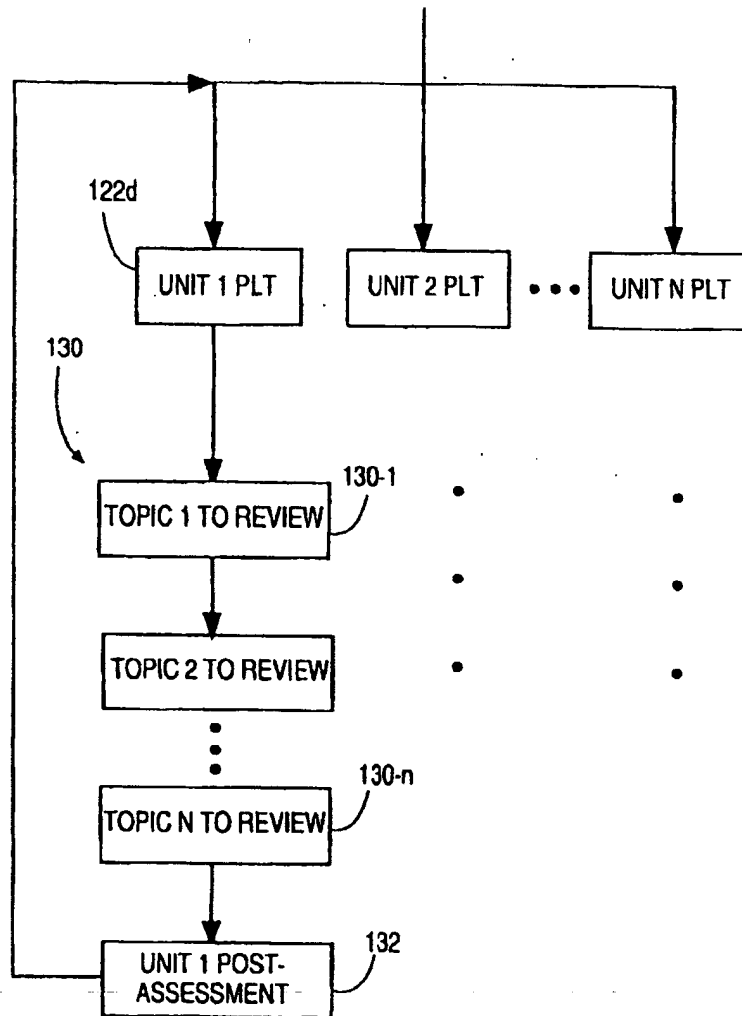 122d
UNIT 1 PLT
UNIT 2 PLT
UNIT N PLT
130
130-1
TOPIC 1 TO REVIEW
TOPIC 2 TO REVIEW
130-n
TOPIC N TO REVIEW
UNIT 1 POST-
ASSESSMENT
132